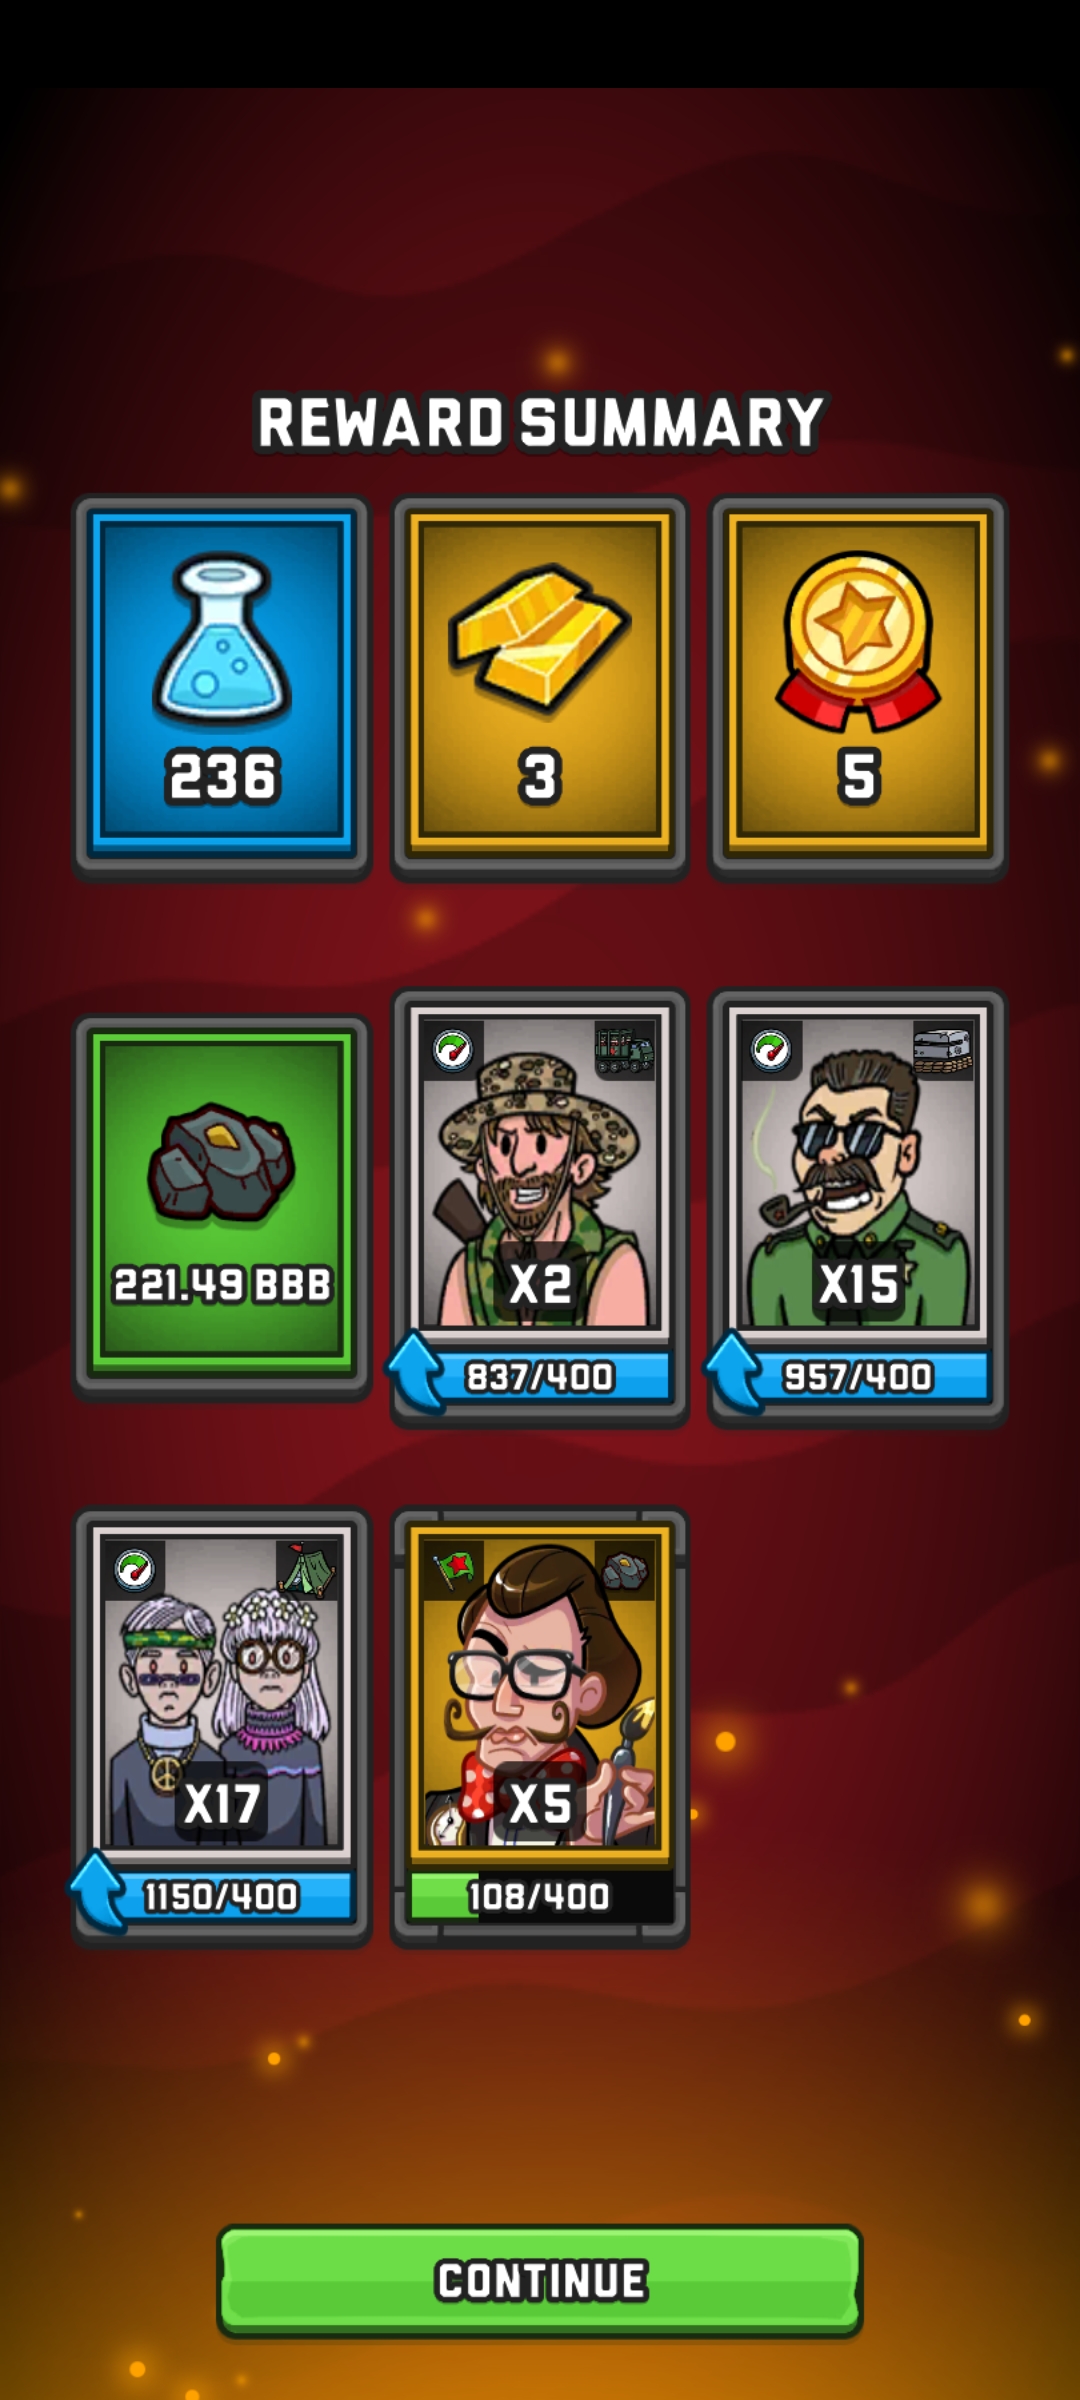 REWARD SUMMARY
236
3
5
221.49 BBB
X2
837/400
X15
957/400
X17
1150/400
X5
108/400
CONTINUE